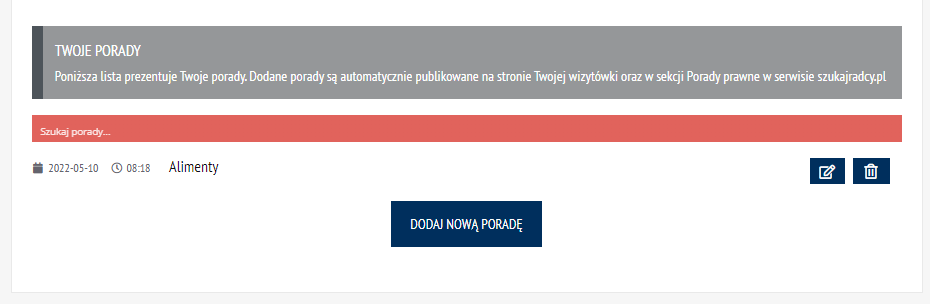 TWOJE PORADY
Poniższa lista prezentuje Twoje porady. Dodane porady są automatycznie publikowane na stronie Twojej wizytówki oraz w sekcji Porady prawne w serwisie szukajradcy.pl
Szukaj porady...
2022-05-10 08:18 Alimenty
DODAJ NOWĄ PORADĘ